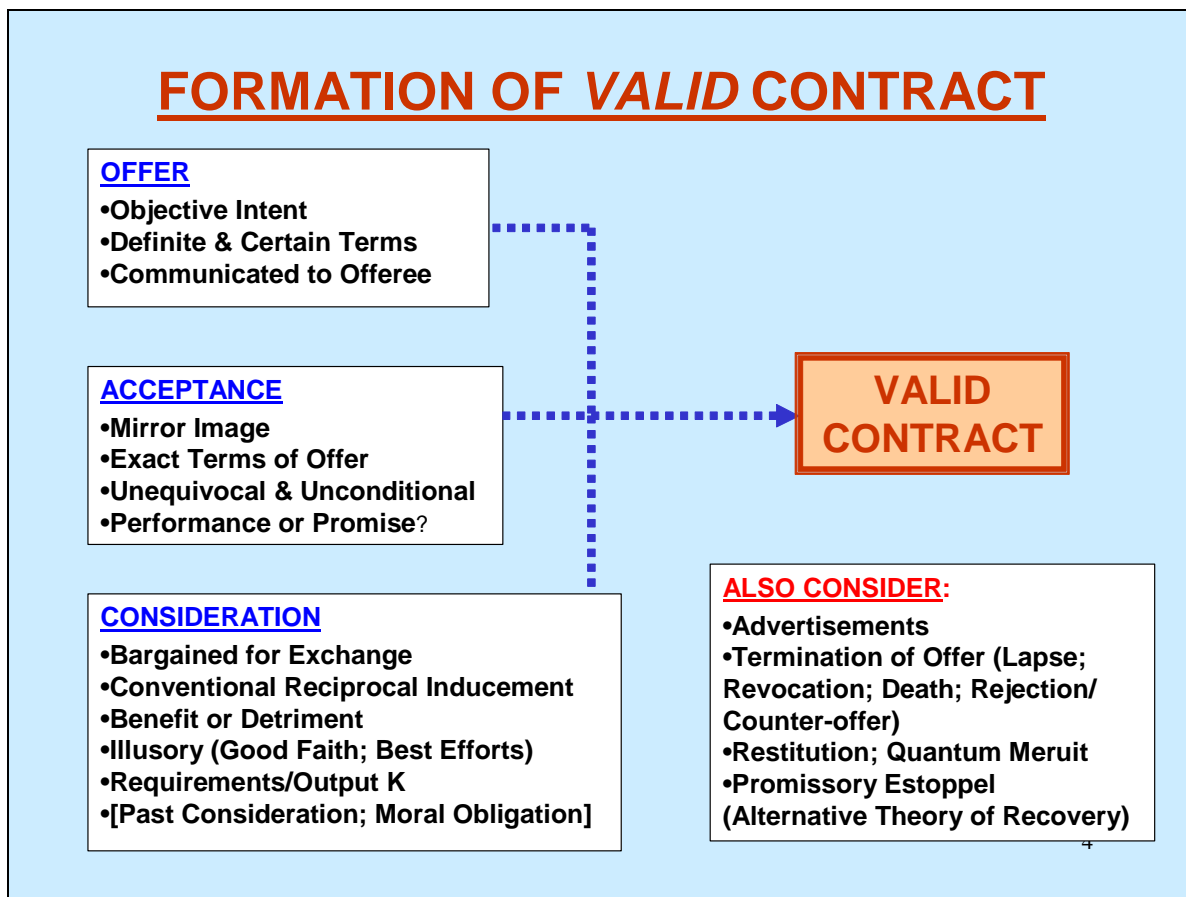 FORMATION OF VALID CONTRACT
OFFER
•Objective Intent
•Definite & Certain Terms
•Communicated to Offeree
ACCEPTANCE
•Mirror Image
•Exact Terms of Offer
•Unequivocal & Unconditional
•Performance or Promise?
CONSIDERATION
•Bargained for Exchange
•Conventional Reciprocal Inducement
•Benefit or Detriment
•Illusory (Good Faith; Best Efforts)
•Requirements/Output K
•[Past Consideration; Moral Obligation]
VALID
CONTRACT
ALSO CONSIDER:
•Advertisements
•Termination of Offer (Lapse;
Revocation; Death; Rejection/
Counter-offer)
•Restitution; Quantum Meruit
•Promissory Estoppel
(Alternative Theory of Recovery)
4